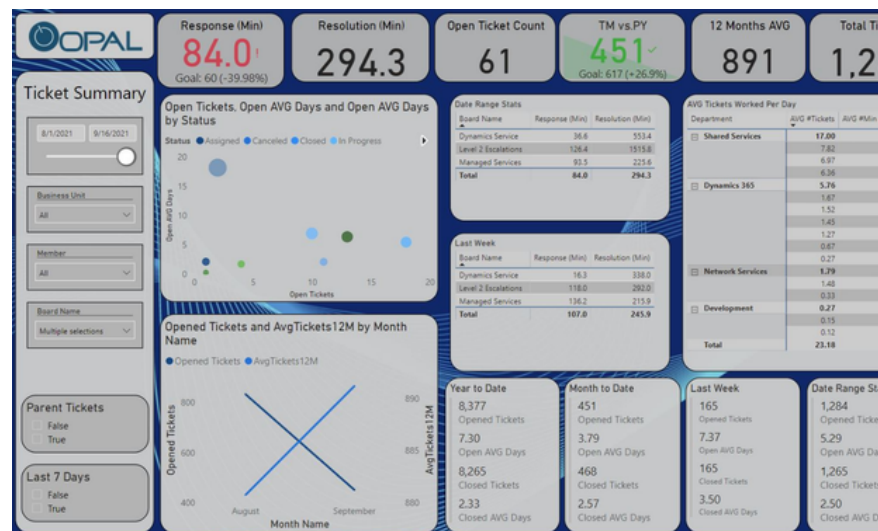 OPAL
Response (Min)
84.0!
Goal: 60 (-39.98%)
Resolution (Min)
294.3
Open Ticket Count
61
TM vs.PY
451✓
Goal: 617 (+26.9%)
12 Months AVG
891
Total Ti
1,2
Ticket Summary
8/1/2021 9/16/2021
Business Unit
All
Member
All
Board Name
Multiple selections
Parent Tickets
False
True
Last 7 Days
False
True
Open Tickets, Open AVG Days and Open AVG Days
by Status
Status Assigned Canceled Closed In Progress
20
15
10
5
0
Open AVG Days
0 5 10 15 20
Open Tickets
Opened Tickets and AvgTickets12M by Month
Name
Opened Tickets AvgTickets12M
800
600
400
Opened Tickets
890
885
880
AvgTickets12M
August September
Month Name
Date Range Stats
Board Name Response (Min) Resolution (Min)
Dynamics Service 36.6 553.4
Level 2 Escalations 126.4 1515.6
Managed Services 93.5 225.6
Total 84.0 294.3
Last Week
Board Name Response (Min) Resolution (Min)
Dynamics Service 16.3 338.0
Level 2 Escalations 118.0 292.0
Managed Services 136.2 215.9
Total 107.0 245.9
AVG Tickets Worked Per Day
Department AVG #Tickets AVG #Min
Shared Services 17.00
7.82
6.97
6.36
Dynamics 365 5.76
1.67
1.52
1.45
1.27
0.67
0.27
Network Services 1.79
1.48
0.33
Development 0.27
0.15
0.12
Total 23.18
Year to Date
8,377
Opened Tickets
7.30
Open AVG Days
8,265
Closed Tickets
2.33
Closed AVG Days
Month to Date
451
Opened Tickets
3.79
Open AVG Days
468
Closed Tickets
2.57
Closed AVG Days
Last Week
165
Opened Tickets
7.37
Open AVG Days
165
Closed Tickets
3.50
Closed AVG Days
Date Range Sta
1,284
Opened Ticke
5.29
Open AVG Da
1,265
Closed Tickets
2.50
Closed AVG D